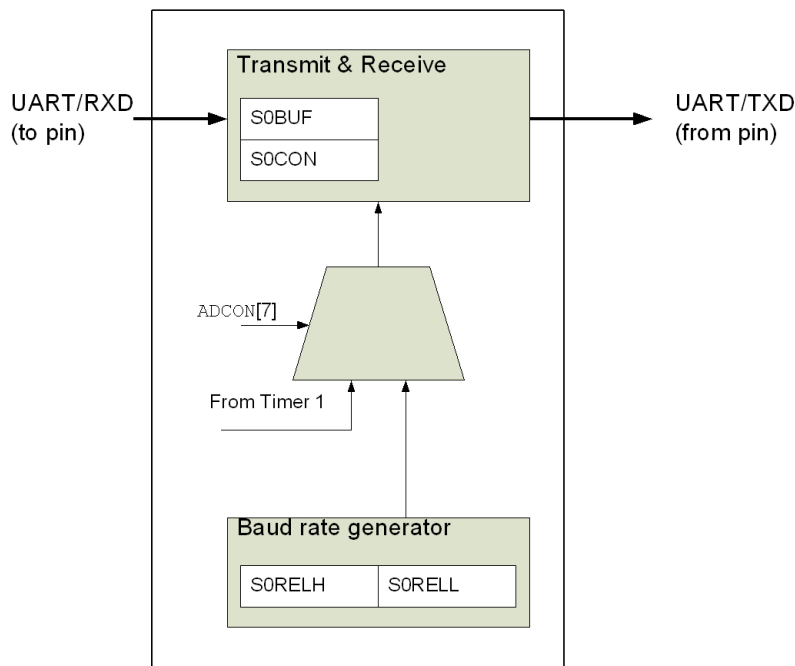 Transmit & Receive
UART/RXD
(to pin)
UART/TXD
(from pin)
S0BUF
S0CON
ADCON[7]
From Timer 1
Baud rate generator
S0RELH
S0RELL